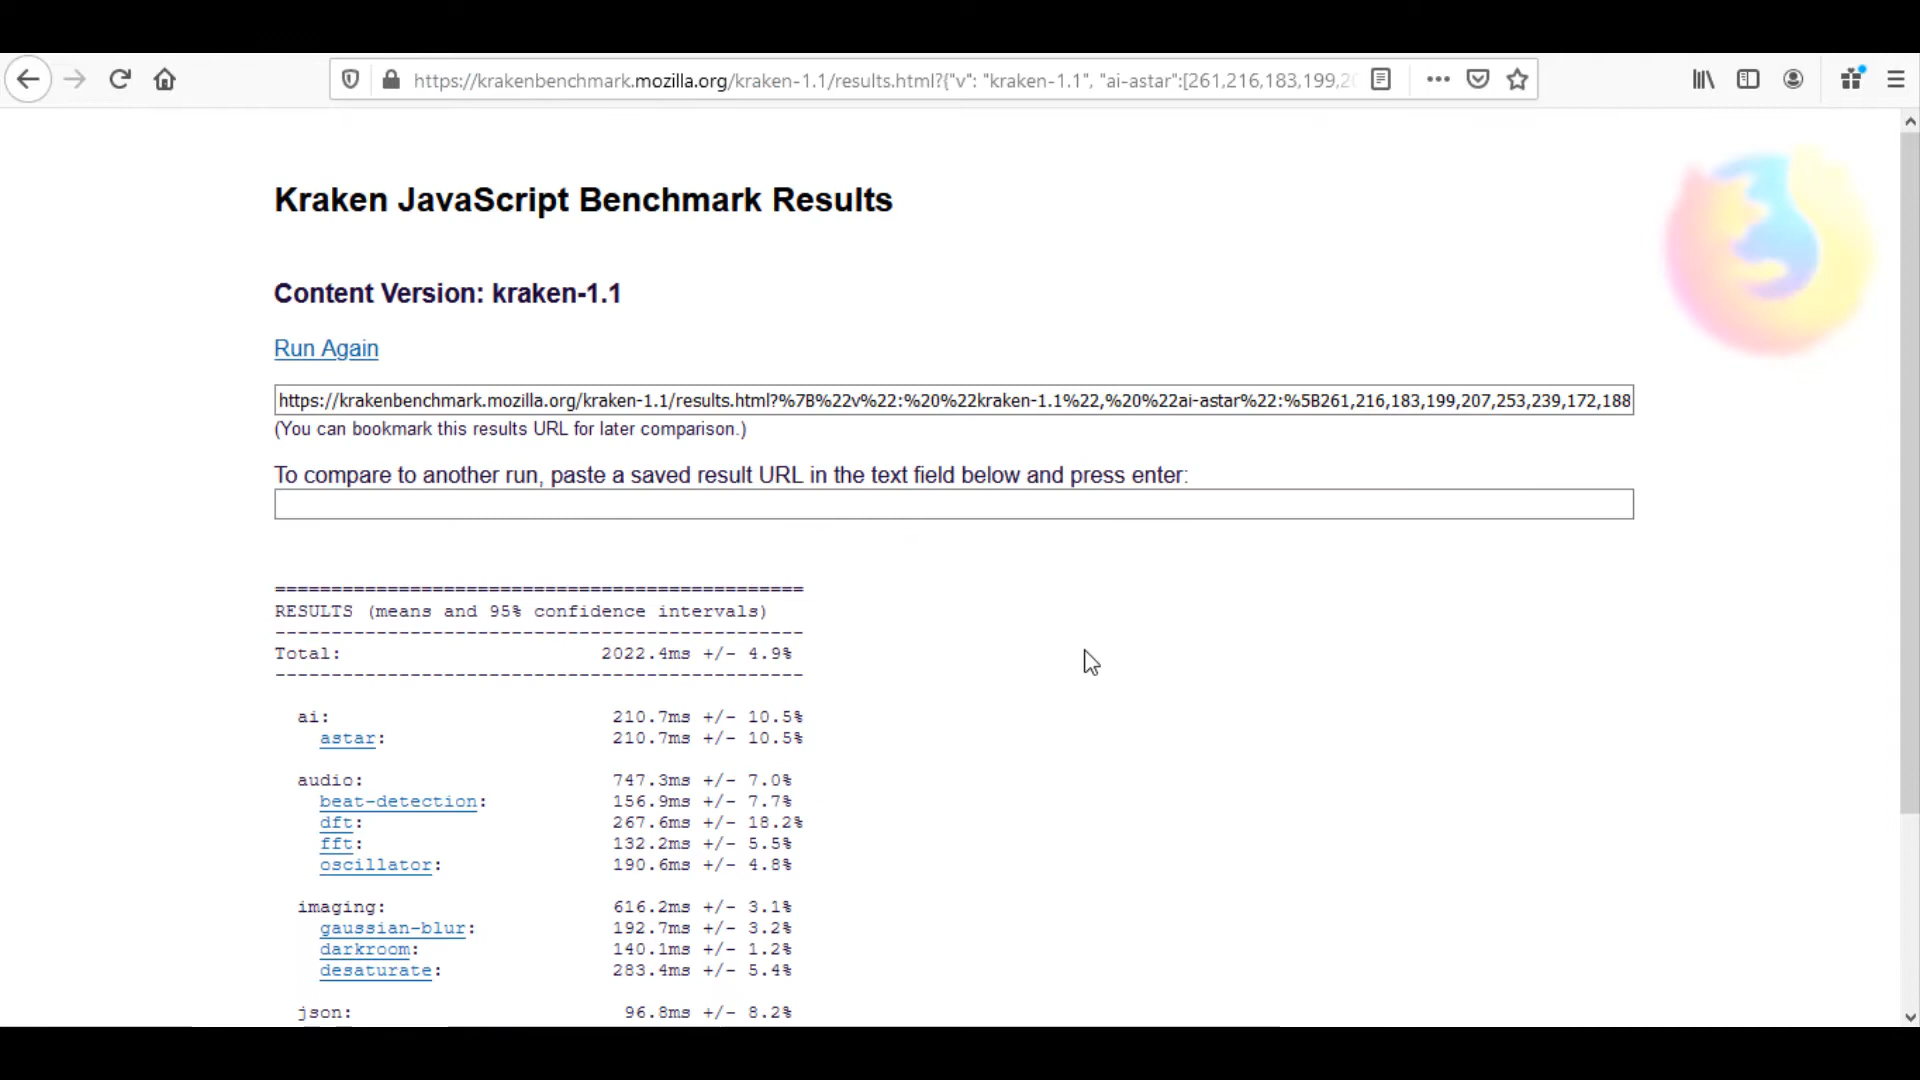 https://krakenbenchmark.mozilla.org/kraken-1.1/results.html?{"v": "kraken-1.1", "ai-astar":[261,216,183,199,20
Kraken JavaScript Benchmark Results
Content Version: kraken-1.1
Run Again
https://krakenbenchmark.mozilla.org/kraken-1.1/results.html?%7B%22v%22:%20%22kraken-1.1%22,%20%22ai-astar%22:%5B261,216,183,199,207,253,239,172,188
(You can bookmark this results URL for later comparison.)
To compare to another run, paste a saved result URL in the text field below and press enter:
===============================================
RESULTS (means and 95% confidence intervals)
-----------------------------------------------
Total: 2022.4ms +/- 4.9%
-----------------------------------------------
ai: 210.7ms +/- 10.5%
astar: 210.7ms +/- 10.5%
audio: 747.3ms +/- 7.0%
beat-detection: 156.9ms +/- 7.7%
dft: 267.6ms +/- 18.2%
fft: 132.2ms +/- 5.5%
oscillator: 190.6ms +/- 4.8%
imaging: 616.2ms +/- 3.1%
gaussian-blur: 192.7ms +/- 3.2%
darkroom: 140.1ms +/- 1.2%
desaturate: 283.4ms +/- 5.4%
json: 96.8ms +/- 8.2%